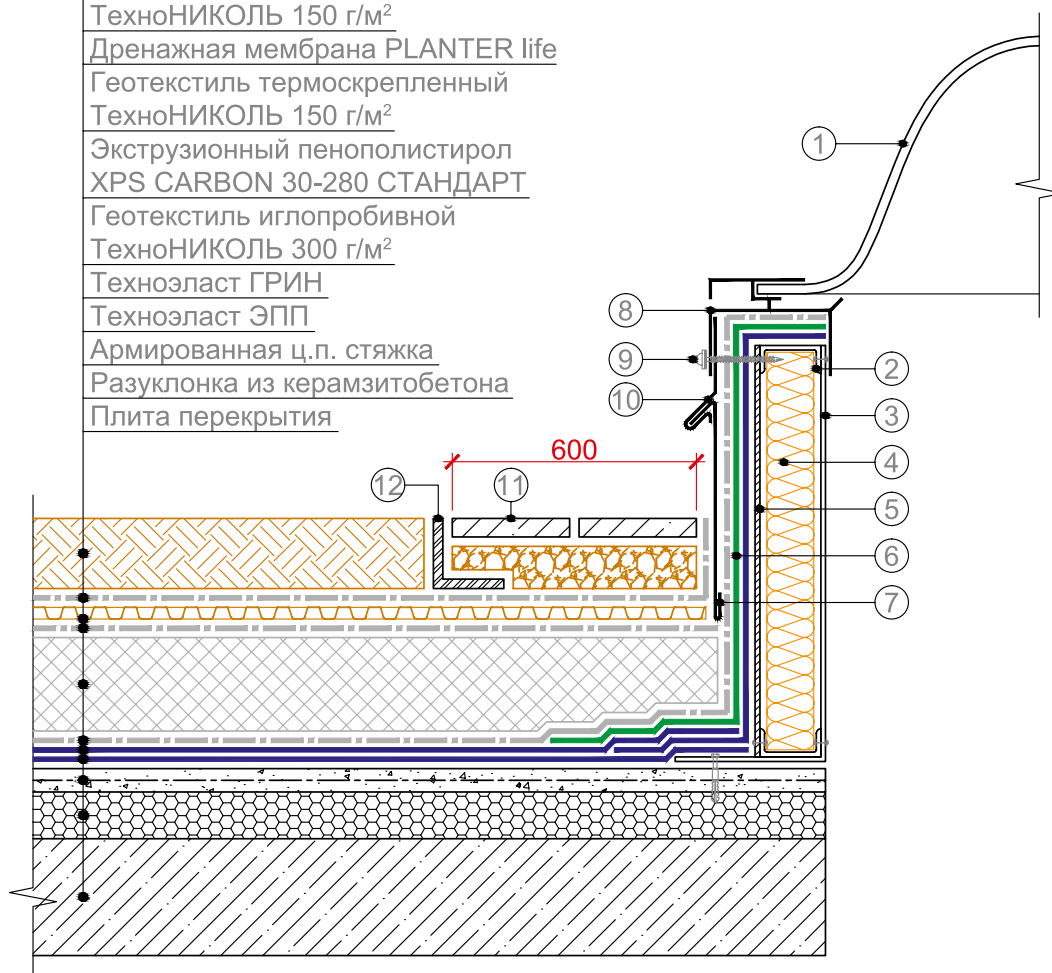 ТехноНИКОЛЬ 150 г/м²
Дренажная мембрана PLANTER life
Геотекстиль термоскрепленный
ТехноНИКОЛЬ 150 г/м²
Экструзионный пенополистирол
XPS CARBON 30-280 СТАНДАРТ
Геотекстиль иглопробивной
ТехноНИКОЛЬ 300 г/м²
Техноэласт ГРИН
Техноэласт ЭПП
Армированная ц.п. стяжка
Разуклонка из керамзитобетона
Плита перекрытия
1
8
9
2
10
3
600
4
12
11
5
6
7